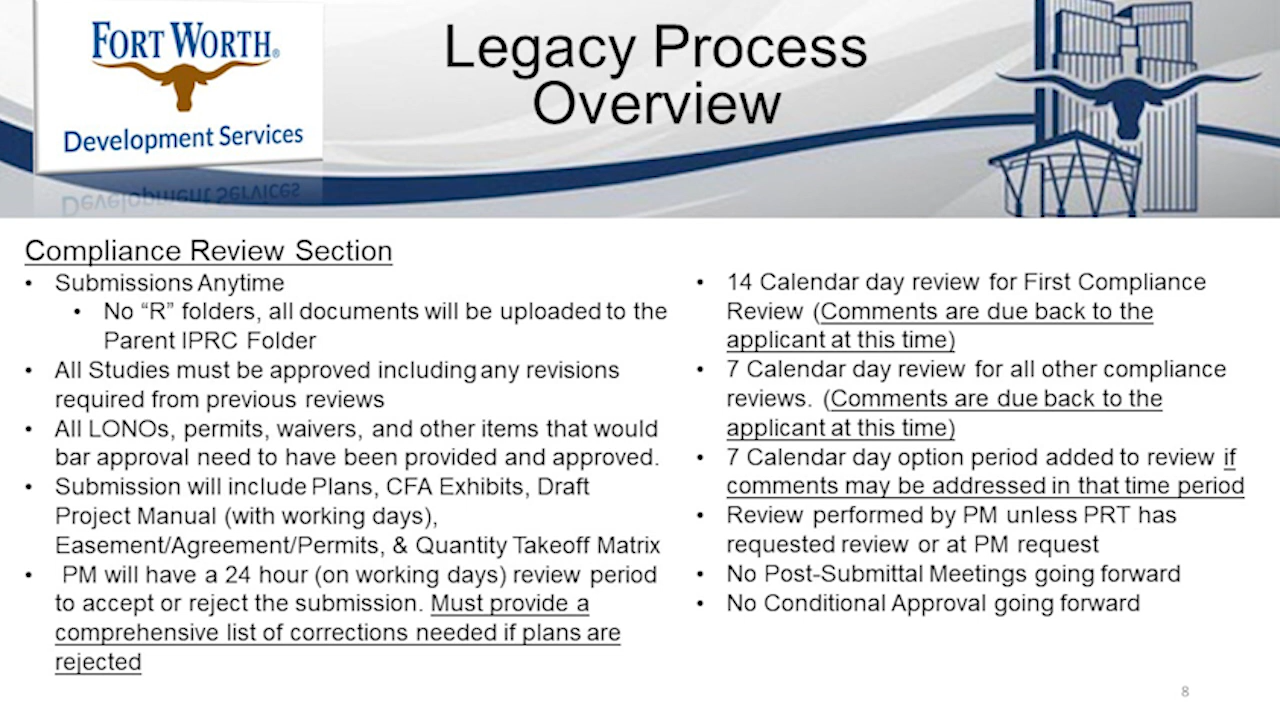 FORT WORTH®
Development Services
Development Services
Legacy Process
Overview
Compliance Review Section
• Submissions Anytime
• No “R” folders, all documents will be uploaded to the
Parent IPRC Folder
• All Studies must be approved including any revisions
required from previous reviews
• All LONOs, permits, waivers, and other items that would
bar approval need to have been provided and approved.
• Submission will include Plans, CFA Exhibits, Draft
Project Manual (with working days),
Easement/Agreement/Permits, & Quantity Takeoff Matrix
• PM will have a 24 hour (on working days) review period
to accept or reject the submission. Must provide a
comprehensive list of corrections needed if plans are
rejected
• 14 Calendar day review for First Compliance
Review (Comments are due back to the
applicant at this time)
• 7 Calendar day review for all other compliance
reviews. (Comments are due back to the
applicant at this time)
• 7 Calendar day option period added to review if
comments may be addressed in that time period
• Review performed by PM unless PRT has
requested review or at PM request
• No Post-Submittal Meetings going forward
• No Conditional Approval going forward
8